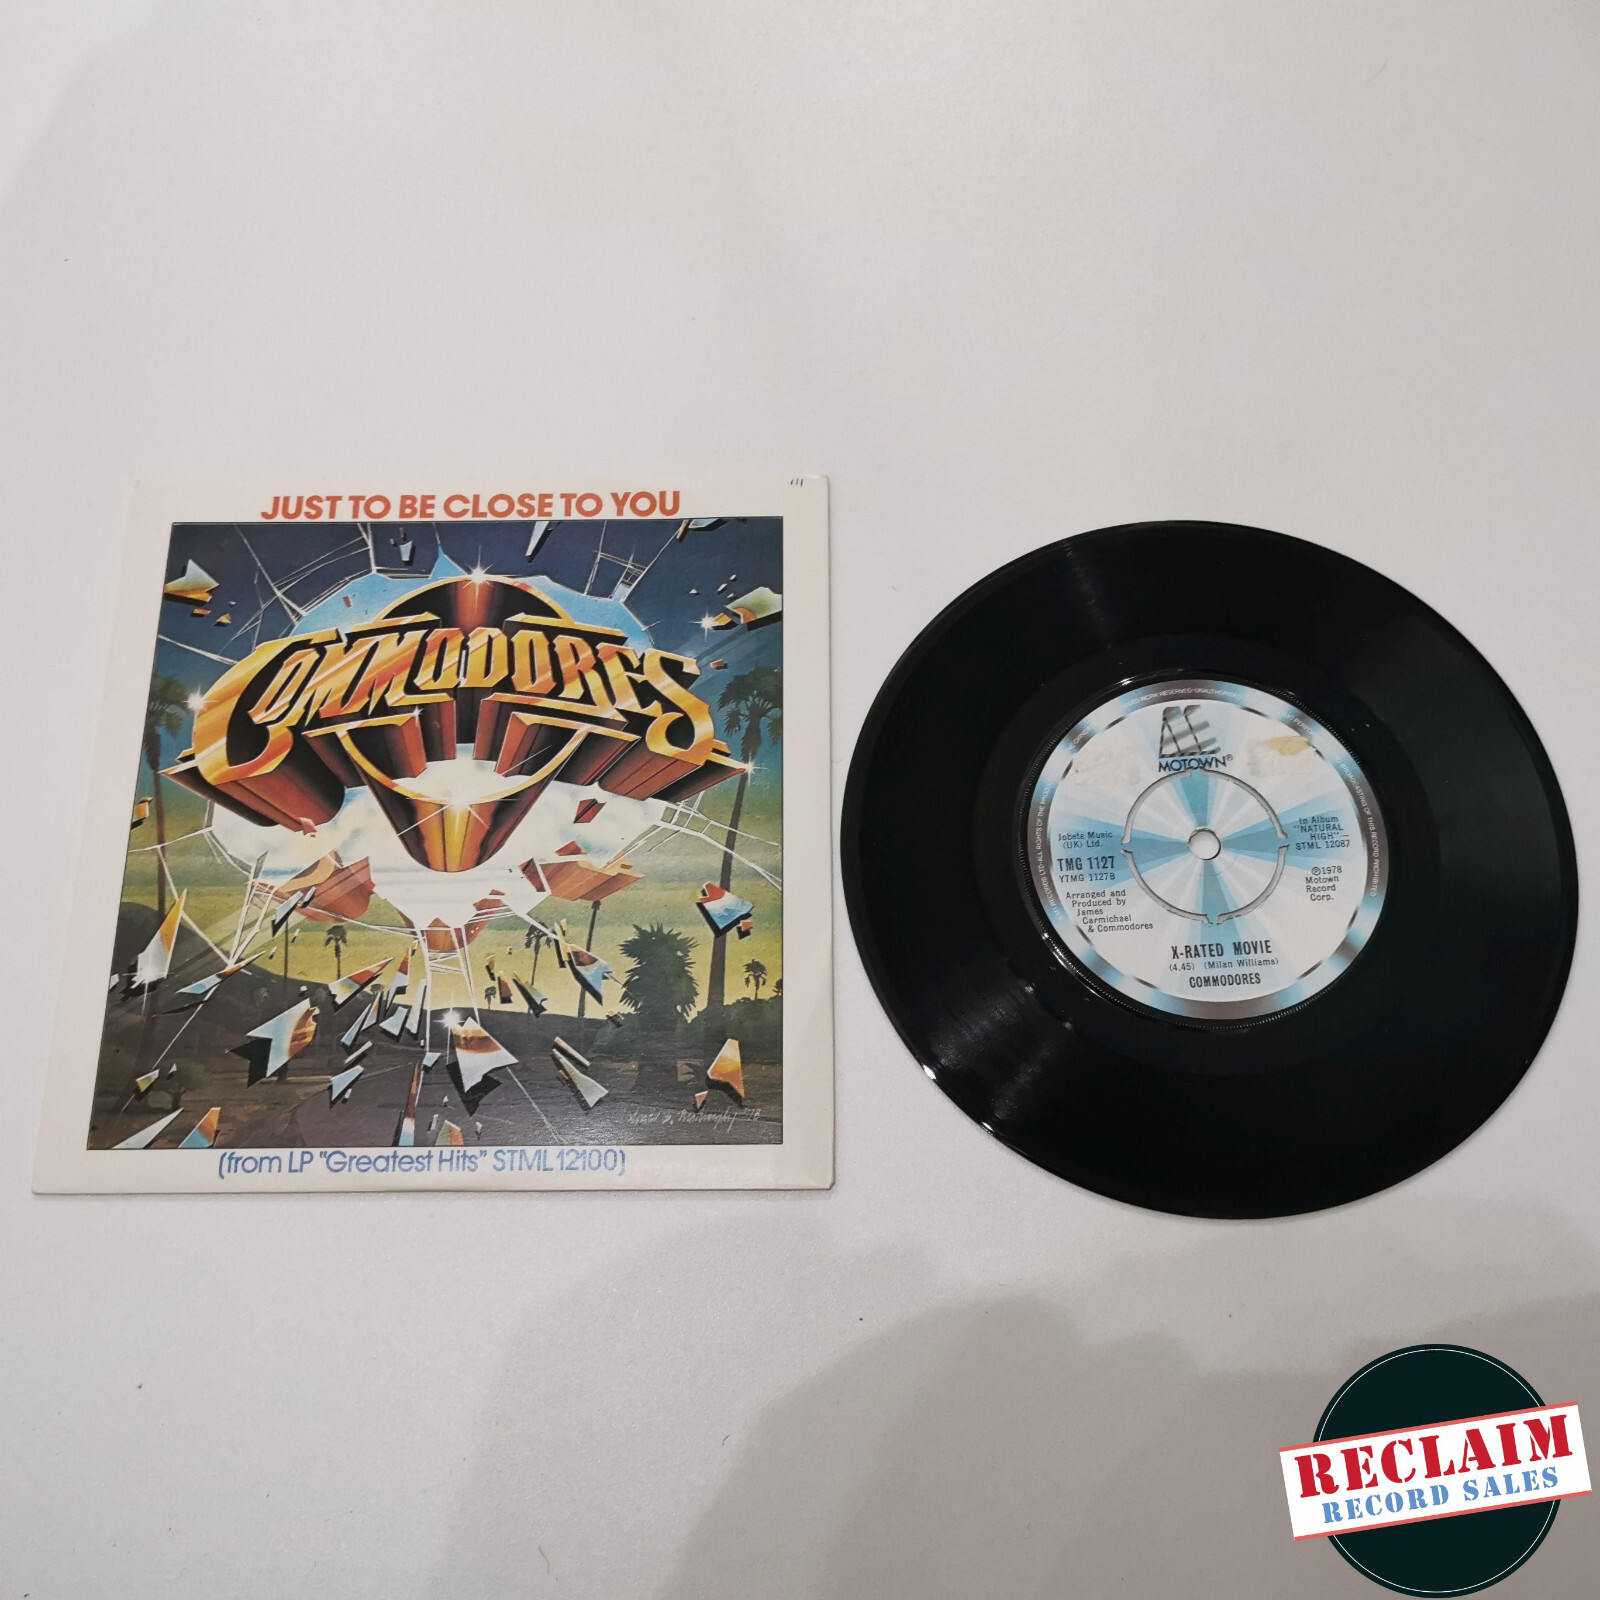 JUST TO BE CLOSE TO YOU
COMMODORES
(from LP "Greatest Hits" STML 12100)
MOTOWN®
Jobete Music
(UK) Ltd.
TMG 1127
YTMG 1127B
Arranged and
Produced by
James
Carmichael
& Commodores
In Album
"NATURAL
HIGH"—
STML 12087
℗1978
Motown
Record
Corp.
X-RATED MOVIE
(4.45) (Milan Williams)
COMMODORES
RECLAIM
RECORD SALES